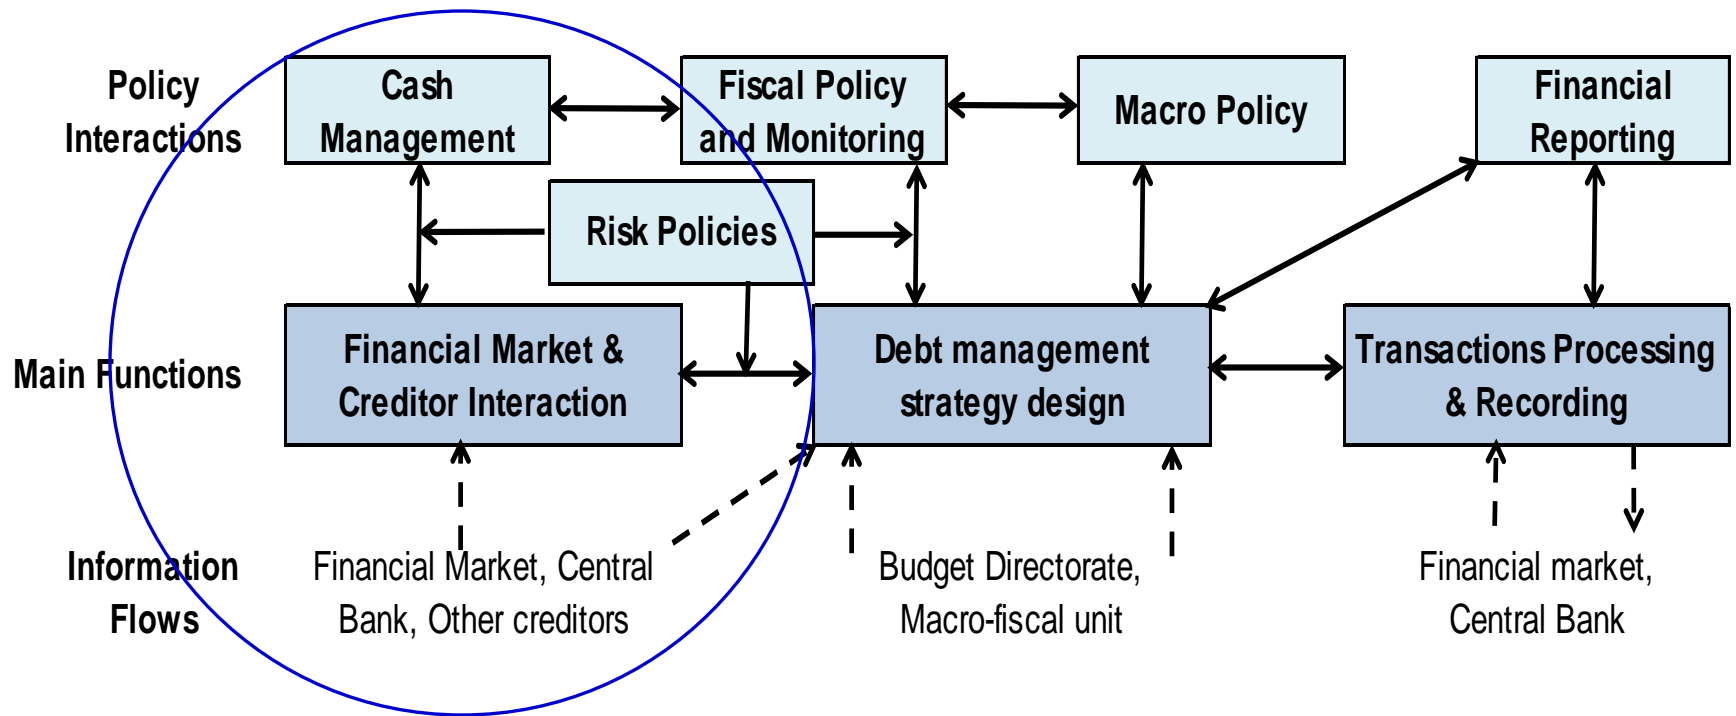 Policy
Interactions
Cash
Management
Fiscal Policy
and Monitoring
Macro Policy
Financial
Reporting
Risk Policies
Main Functions
Financial Market &
Creditor Interaction
Debt management
strategy design
Transactions Processing
& Recording
Information
Flows
Financial Market, Central
Bank, Other creditors
Budget Directorate,
Macro-fiscal unit
Financial market,
Central Bank